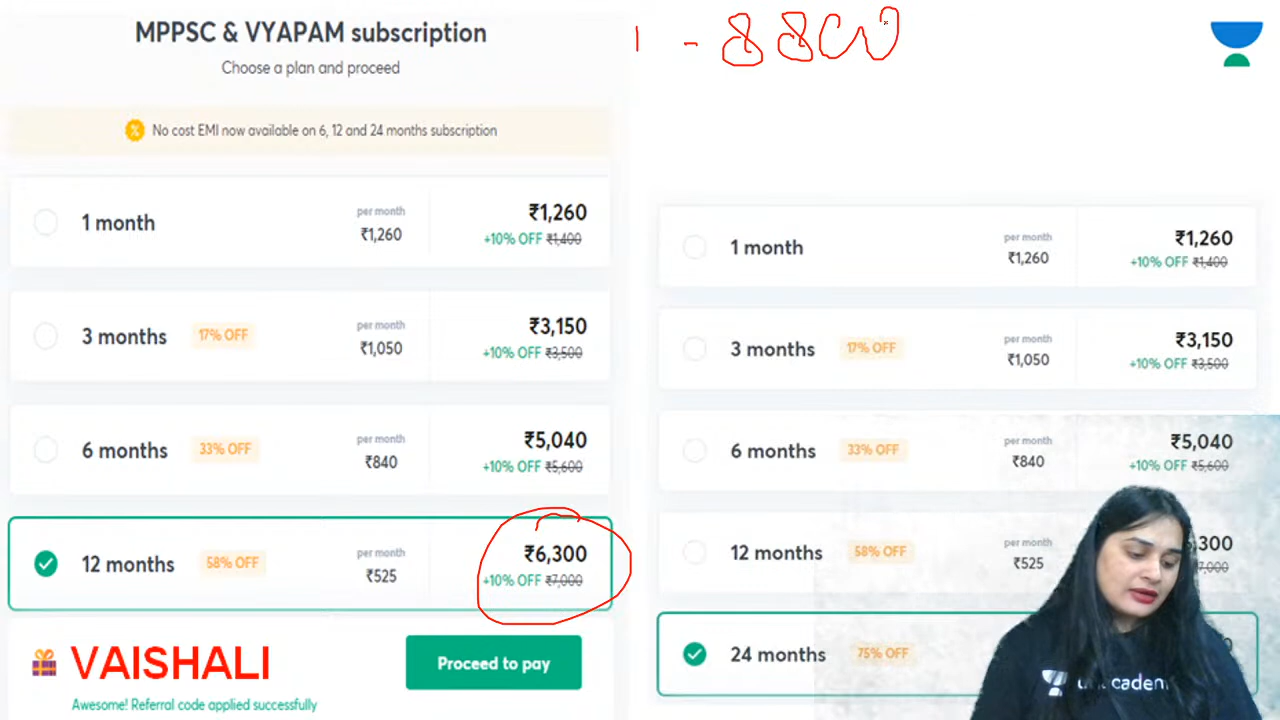 MPPSC & VYAPAM subscription
Choose a plan and proceed
No cost EMI now available on 6, 12 and 24 months subscription
1 month
per month
₹1,260
₹1,260
+10% OFF ₹1,400
3 months
17% OFF
per month
₹1,050
₹3,150
+10% OFF ₹3,500
6 months
33% OFF
per month
₹840
₹5,040
+10% OFF ₹5,600
12 months
58% OFF
per month
₹525
₹6,300
+10% OFF ₹7,000
VAISHALI
Awesome! Referral code applied successfully
Proceed to pay
1 month
per month
₹1,260
₹1,260
+10% OFF ₹1,400
3 months
17% OFF
per month
₹1,050
₹3,150
+10% OFF ₹3,500
6 months
33% OFF
per month
₹840
₹5,040
+10% OFF ₹5,600
12 months
58% OFF
per month
₹525
,300
7,000
24 months
75% OFF